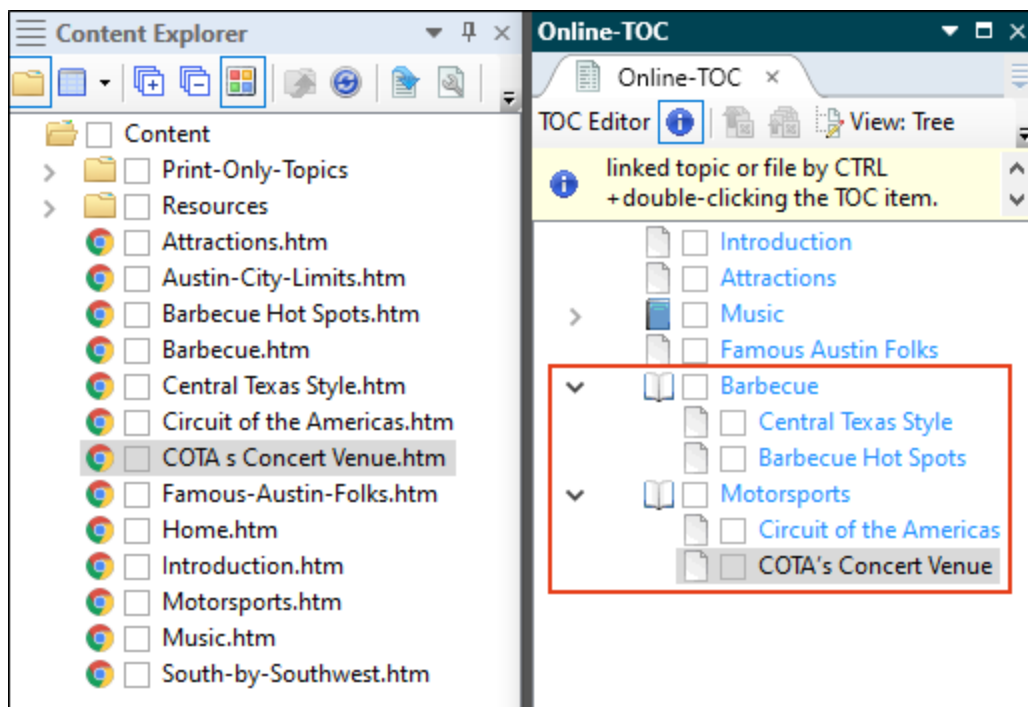 Content Explorer
Content
Print-Only-Topics
Resources
Attractions.htm
Austin-City-Limits.htm
Barbecue Hot Spots.htm
Barbecue.htm
Central Texas Style.htm
Circuit of the Americas.htm
COTA s Concert Venue.htm
Famous-Austin-Folks.htm
Home.htm
Introduction.htm
Motorsports.htm
Music.htm
South-by-Southwest.htm
Online-TOC
Online-TOC
TOC Editor View: Tree
linked topic or file by CTRL
+double-clicking the TOC item.
Introduction
Attractions
Music
Famous Austin Folks
Barbecue
Central Texas Style
Barbecue Hot Spots
Motorsports
Circuit of the Americas
COTA's Concert Venue